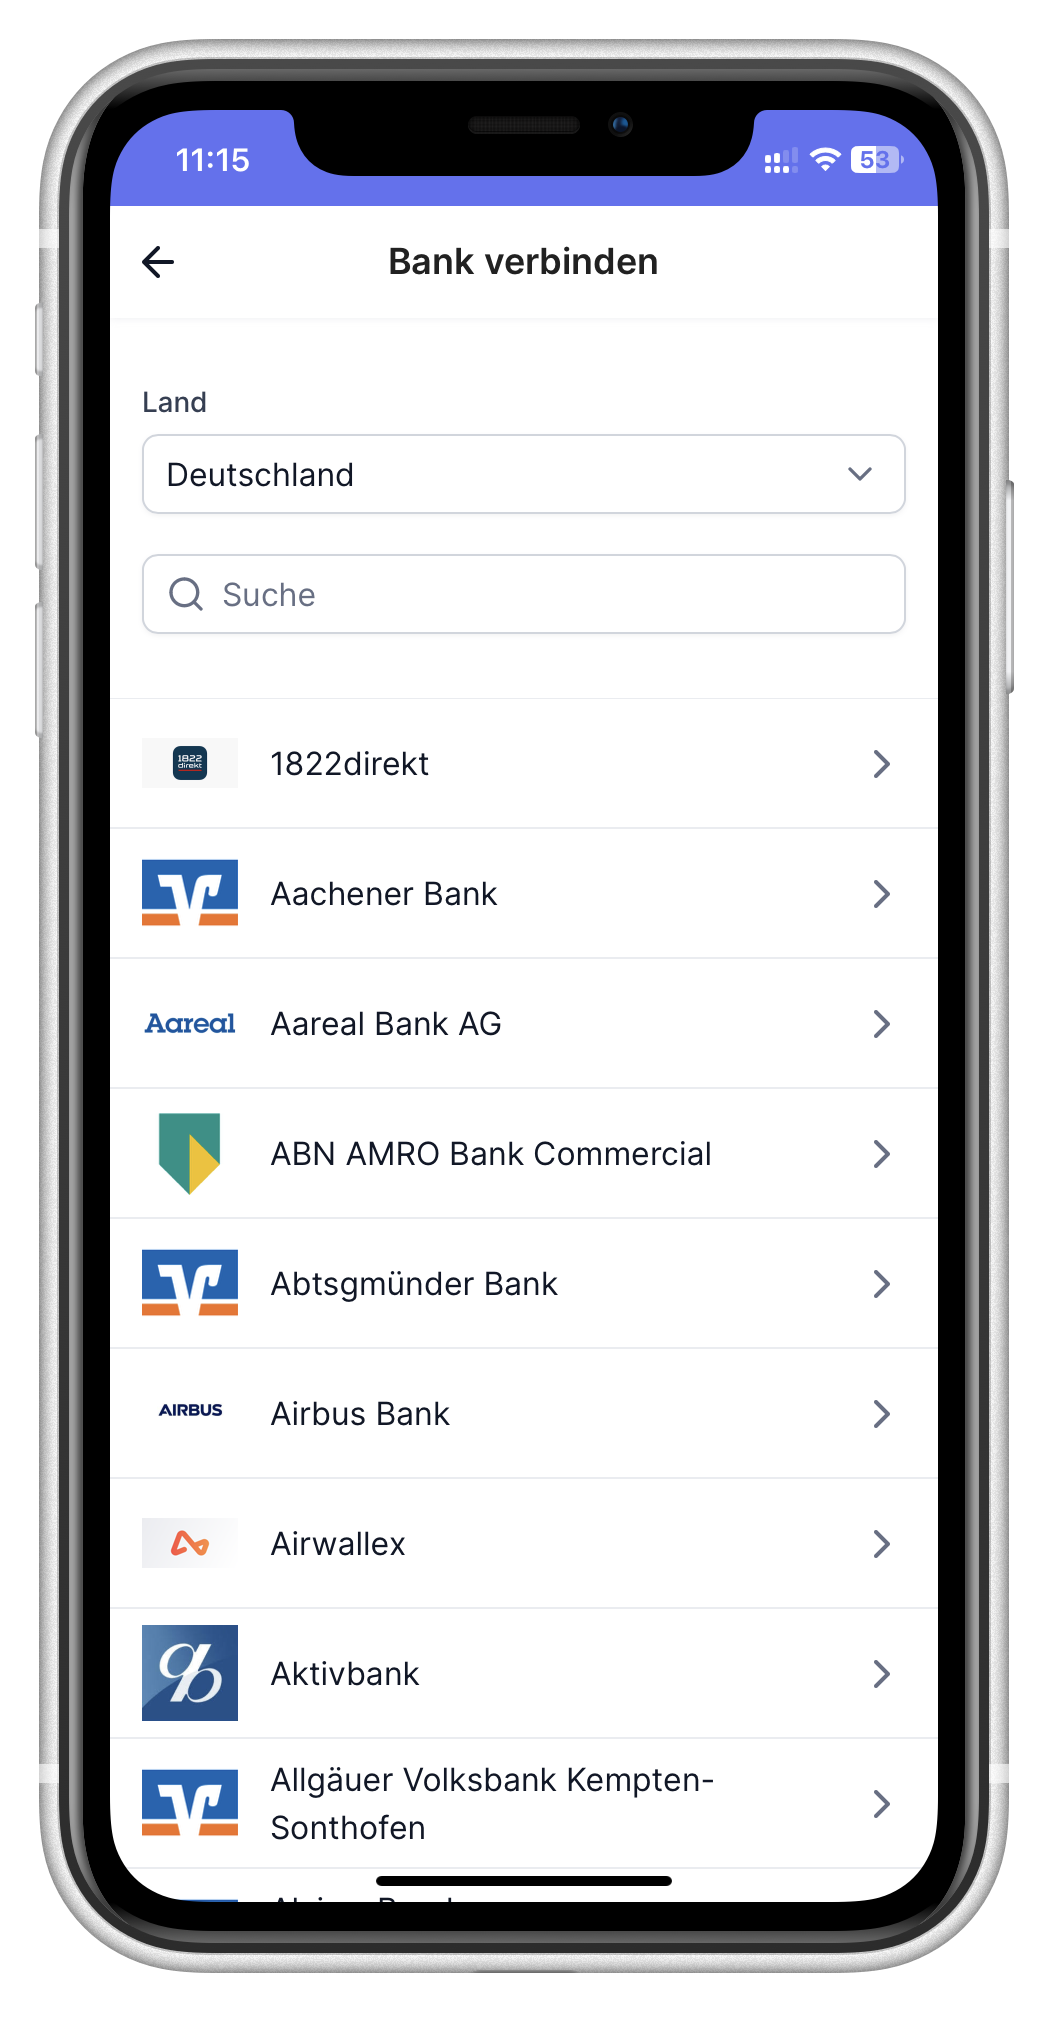 11:15
53
Bank verbinden
Land
Deutschland
Suche
1822
direkt
1822direkt
Aachener Bank
Aareal
Aareal Bank AG
ABN AMRO Bank Commercial
Abtsgmünder Bank
AIRBUS
Airbus Bank
Airwallex
Aktivbank
Allgäuer Volksbank Kempten-
Sonthofen